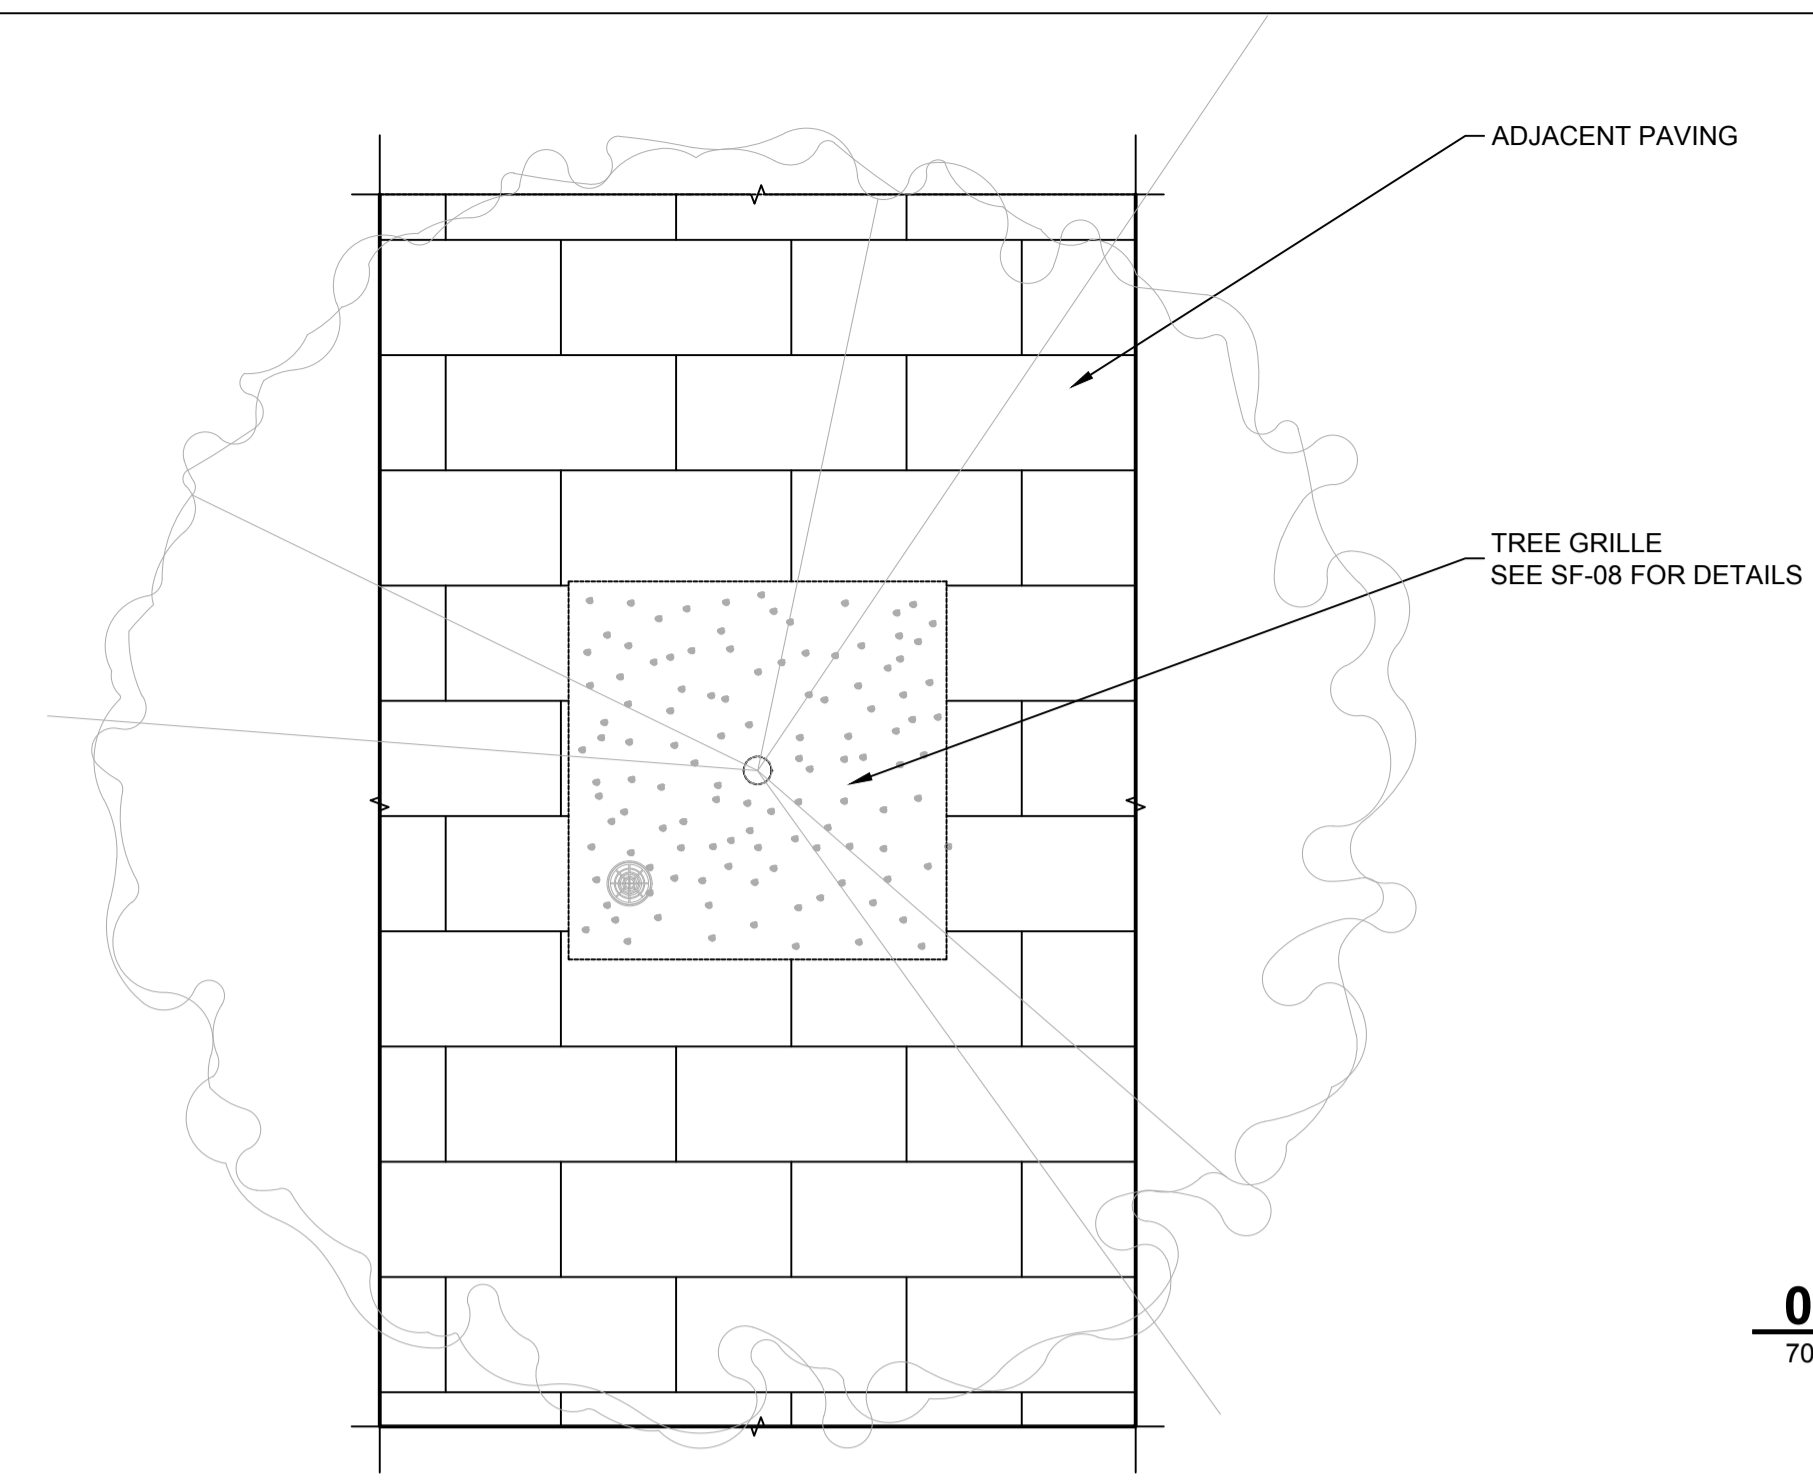 ADJACENT PAVING
TREE GRILLE
SEE SF-08 FOR DETAILS
0
70